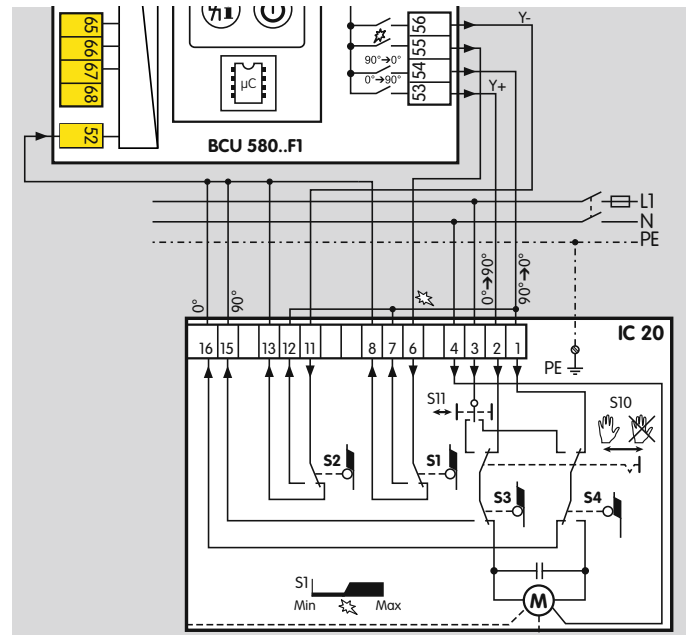 65
66
67
68
52
µC
BCU 580..F1
56
55
54
53
90°→0°
0°→90°
Y-
Y+
L1
N
PE
0°
90°
0°→90°
90°→0°
IC 20
16 15 13 12 11 8 7 6 4 3 2 1
PE
S11
S10
S2
S1
S3
S4
S1
Min Max
M